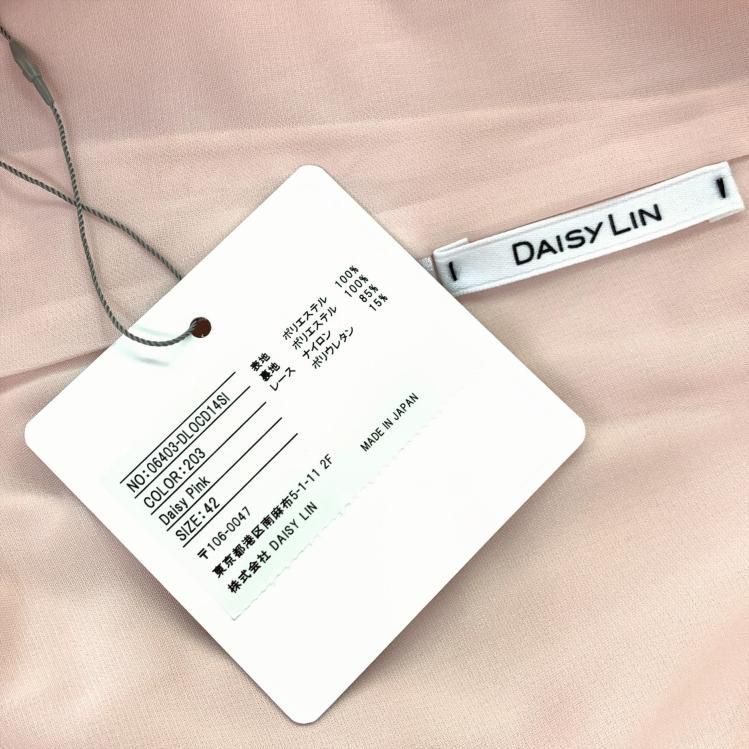 DAISY LIN
表地 ポリエステル 100%
裏地 ポリエステル 100%
レース ナイロン 85%
ポリウレタン 15%
NO:06403-DLOCD14SI
COLOR:203
Daisy Pink
SIZE:42
MADE IN JAPAN
〒106-0047
東京都港区南麻布5-1-11 2F
株式会社 DAISY LIN